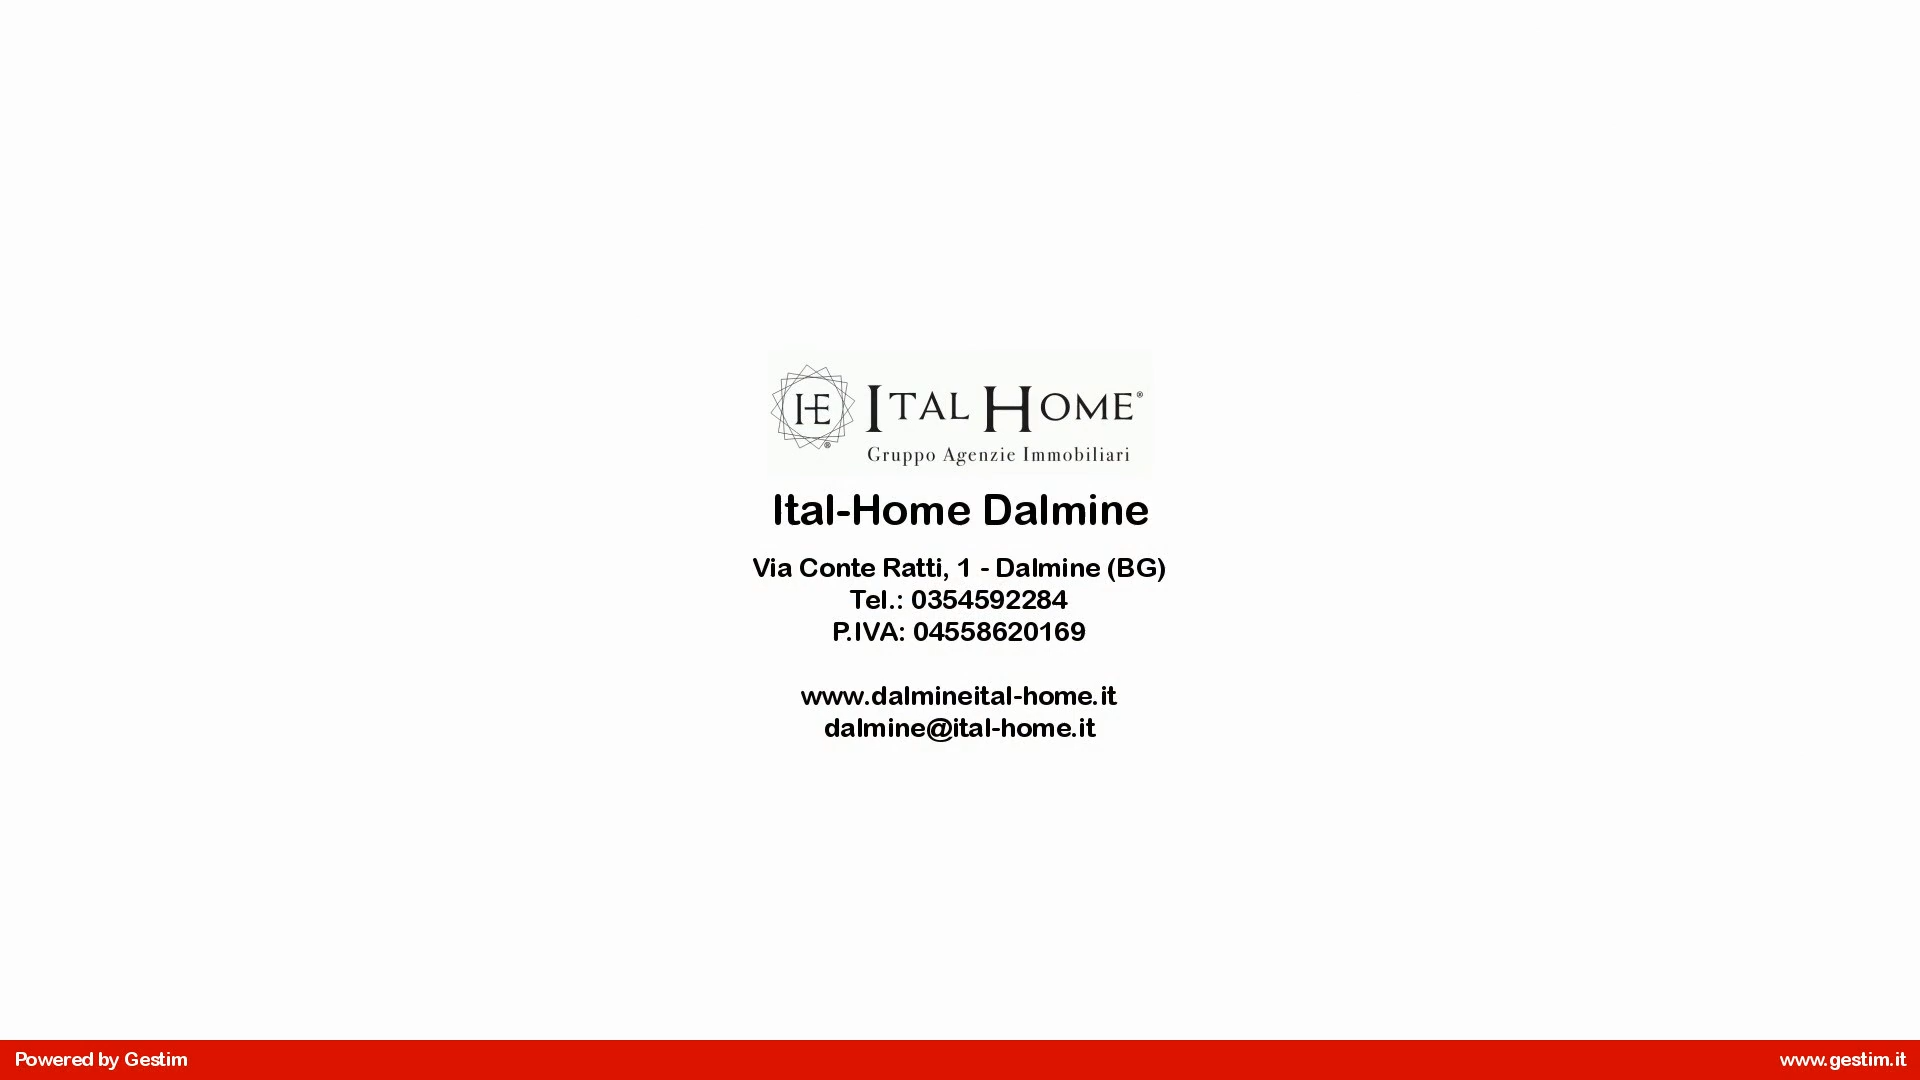 HE®
ITAL HOME®
Gruppo Agenzie Immobiliari
Ital-Home Dalmine
Via Conte Ratti, 1 - Dalmine (BG)
Tel.: 0354592284
P.IVA: 04558620169
www.dalmineital-home.it
dalmine@ital-home.it
Powered by Gestim
www.gestim.it